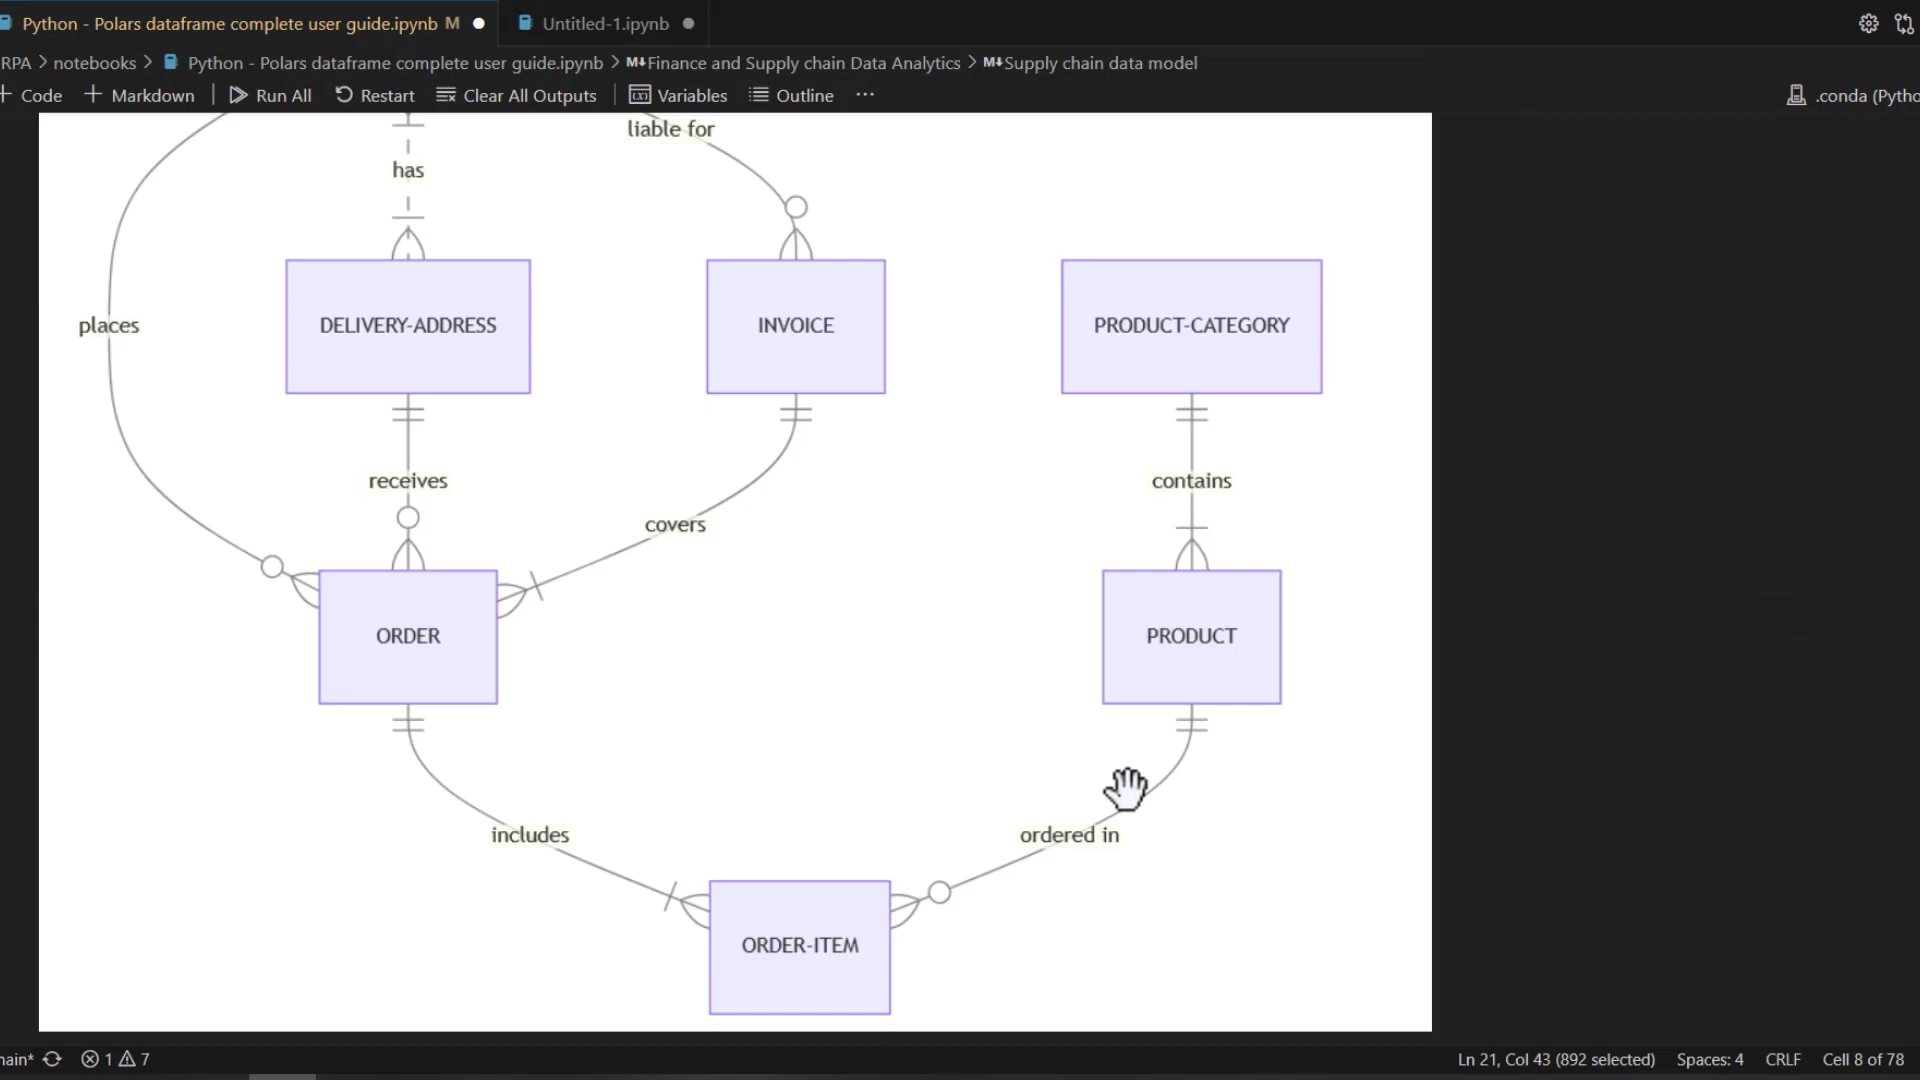 Python - Polars dataframe complete user guide.ipynb M
Untitled-1.ipynb
RPA > notebooks > Python - Polars dataframe complete user guide.ipynb > M↓Finance and Supply chain Data Analytics > M↓Supply chain data model
+ Code + Markdown Run All Restart Clear All Outputs Variables Outline ···
.conda (Pytho
liable for
has
places
DELIVERY-ADDRESS
INVOICE
PRODUCT-CATEGORY
receives
contains
covers
ORDER
PRODUCT
includes
ordered in
ORDER-ITEM
nain* 1 7
Ln 21, Col 43 (892 selected) Spaces: 4 CRLF Cell 8 of 78